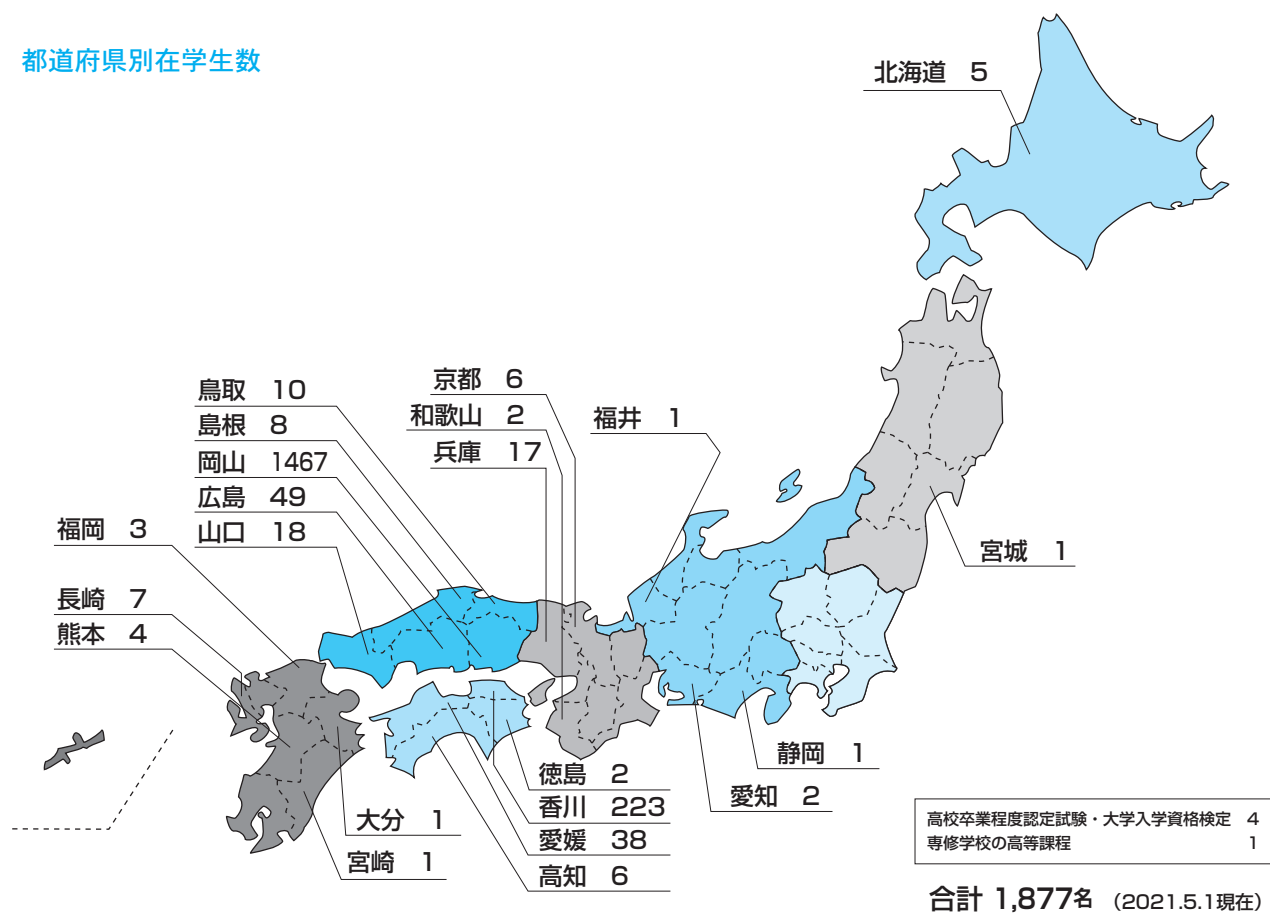 都道府県別在学生数
北海道 5
鳥取 10
島根 8
岡山 1467
広島 49
山口 18
京都 6
和歌山 2
兵庫 17
福井 1
宮城 1
福岡 3
長崎 7
熊本 4
静岡 1
愛知 2
徳島 2
香川 223
愛媛 38
高知 6
大分 1
宮崎 1
高校卒業程度認定試験・大学入学資格検定 4
専修学校の高等課程 1
合計 1,877名 (2021.5.1現在)